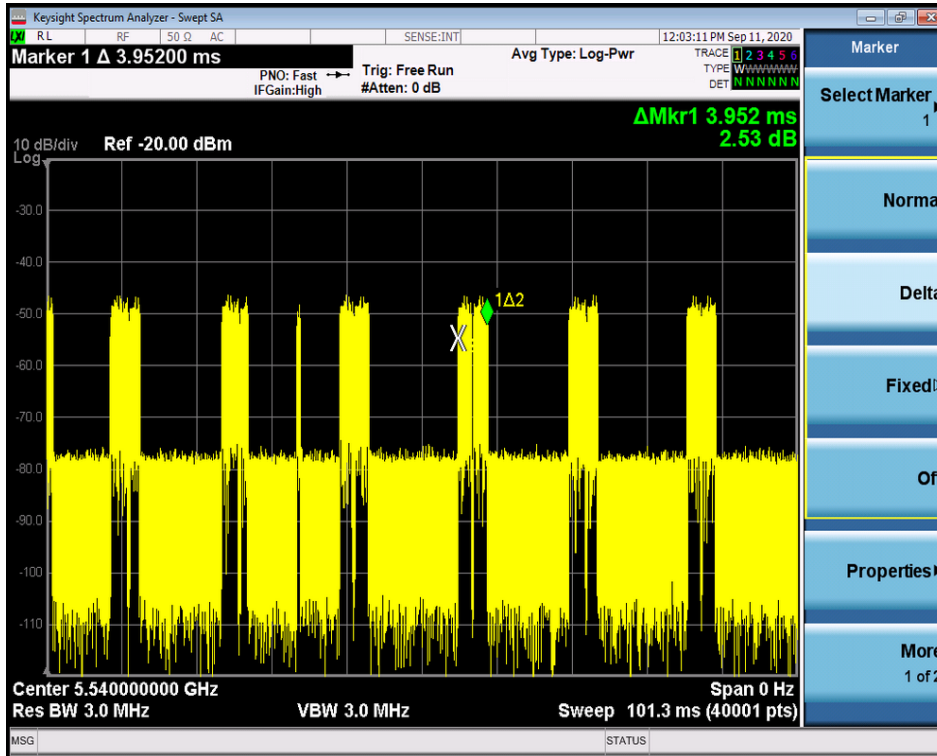 Keysight Spectrum Analyzer - Swept SA
LXI RL RF 50 Ω AC SENSE:INT 12:03:11 PM Sep 11, 2020
Marker 1 Δ 3.95200 ms
PNO: Fast
IFGain:High
Trig: Free Run
#Atten: 0 dB
Avg Type: Log-Pwr
TRACE 1 2 3 4 5 6
TYPE WWWWWW
DET N N N N N N
ΔMkr1 3.952 ms
2.53 dB
10 dB/div Ref -20.00 dBm
Log
-30.0
-40.0
-50.0
-60.0
-70.0
-80.0
-90.0
-100
-110
1Δ2
X
Center 5.540000000 GHz Span 0 Hz
Res BW 3.0 MHz VBW 3.0 MHz Sweep 101.3 ms (40001 pts)
MSG STATUS
Marker
Select Marker
1
Norma
Delta
Fixed
Of
Properties
More
1 of 2